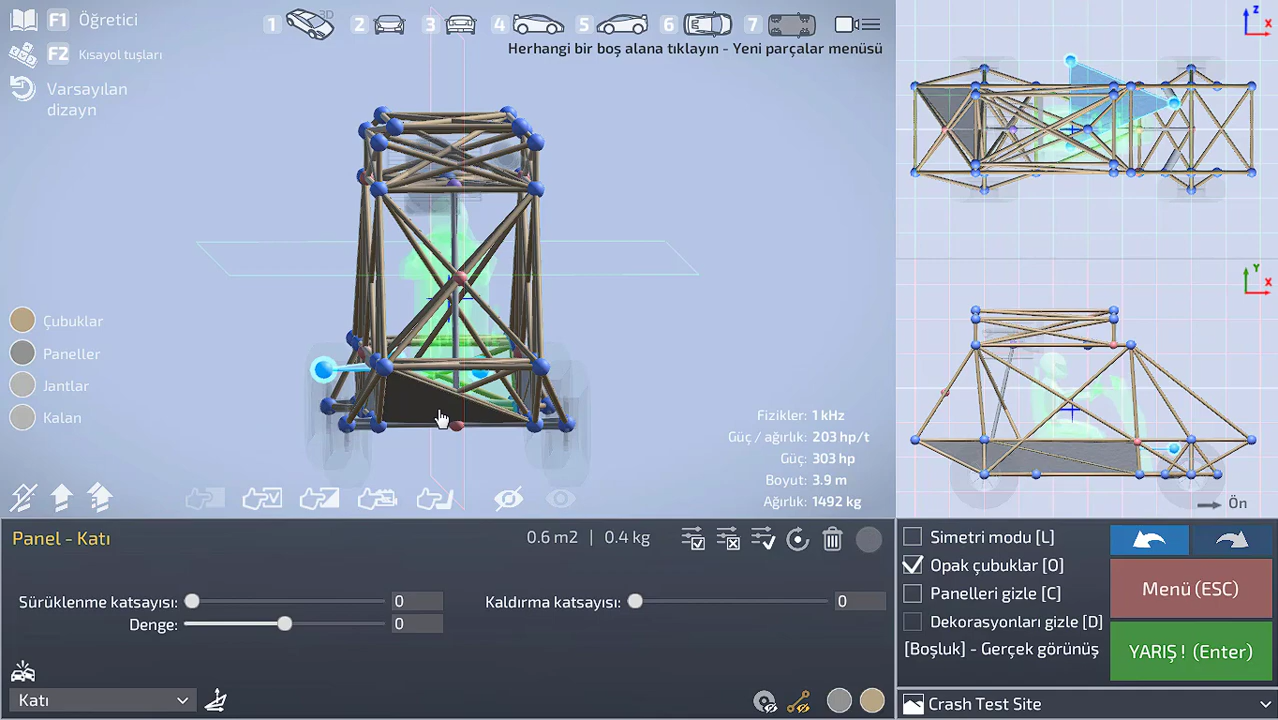 F1 Öğretici
F2 Kısayol tuşları
Varsayılan
dizayn
1 3D 2 3 4 5 6 7
Herhangi bir boş alana tıklayın - Yeni parçalar menüsü
Çubuklar
Paneller
Jantlar
Kalan
Fizikler: 1 kHz
Güç / ağırlık: 203 hp/t
Güç: 303 hp
Boyut: 3.9 m
Ağırlık: 1492 kg
Z
X
Y
X
Ön
Panel - Katı
0.6 m2 | 0.4 kg
Sürüklenme katsayısı: 0
Kaldırma katsayısı: 0
Denge: 0
Katı
Simetri modu [L]
Opak çubuklar [O]
Panelleri gizle [C]
Dekorasyonları gizle [D]
[Boşluk] - Gerçek görünüş
Menü (ESC)
YARIŞ! (Enter)
Crash Test Site